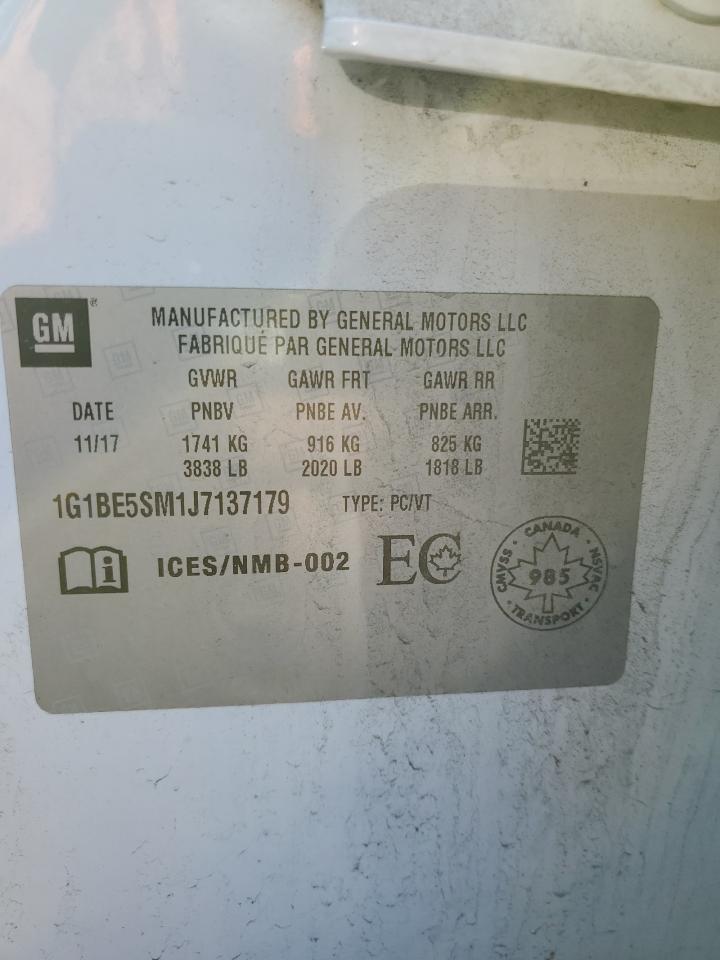 GM
MANUFACTURED BY GENERAL MOTORS LLC
FABRIQUÉ PAR GENERAL MOTORS LLC
GVWR GAWR FRT GAWR RR
DATE PNBV PNBE AV. PNBE ARR.
11/17 1741 KG 916 KG 825 KG
3838 LB 2020 LB 1818 LB
1G1BE5SM1J7137179 TYPE: PC/VT
i ICES/NMB-002 EC
CANADA
CMVSS 985 NSVAC
TRANSPORT